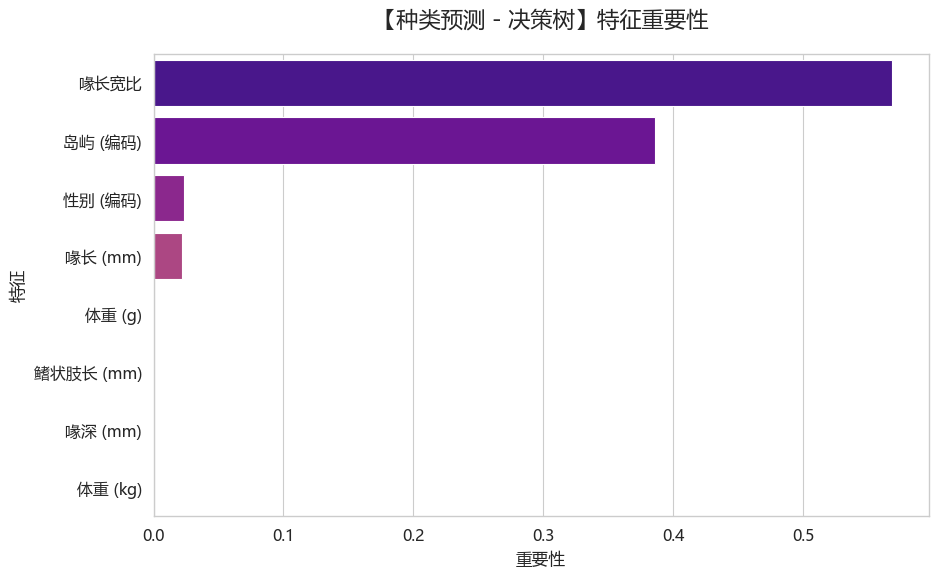 【种类预测 - 决策树】特征重要性
喙长宽比
岛屿 (编码)
性别 (编码)
喙长 (mm)
体重 (g)
鳍状肢长 (mm)
喙深 (mm)
体重 (kg)
特征
0.0 0.1 0.2 0.3 0.4 0.5
重要性